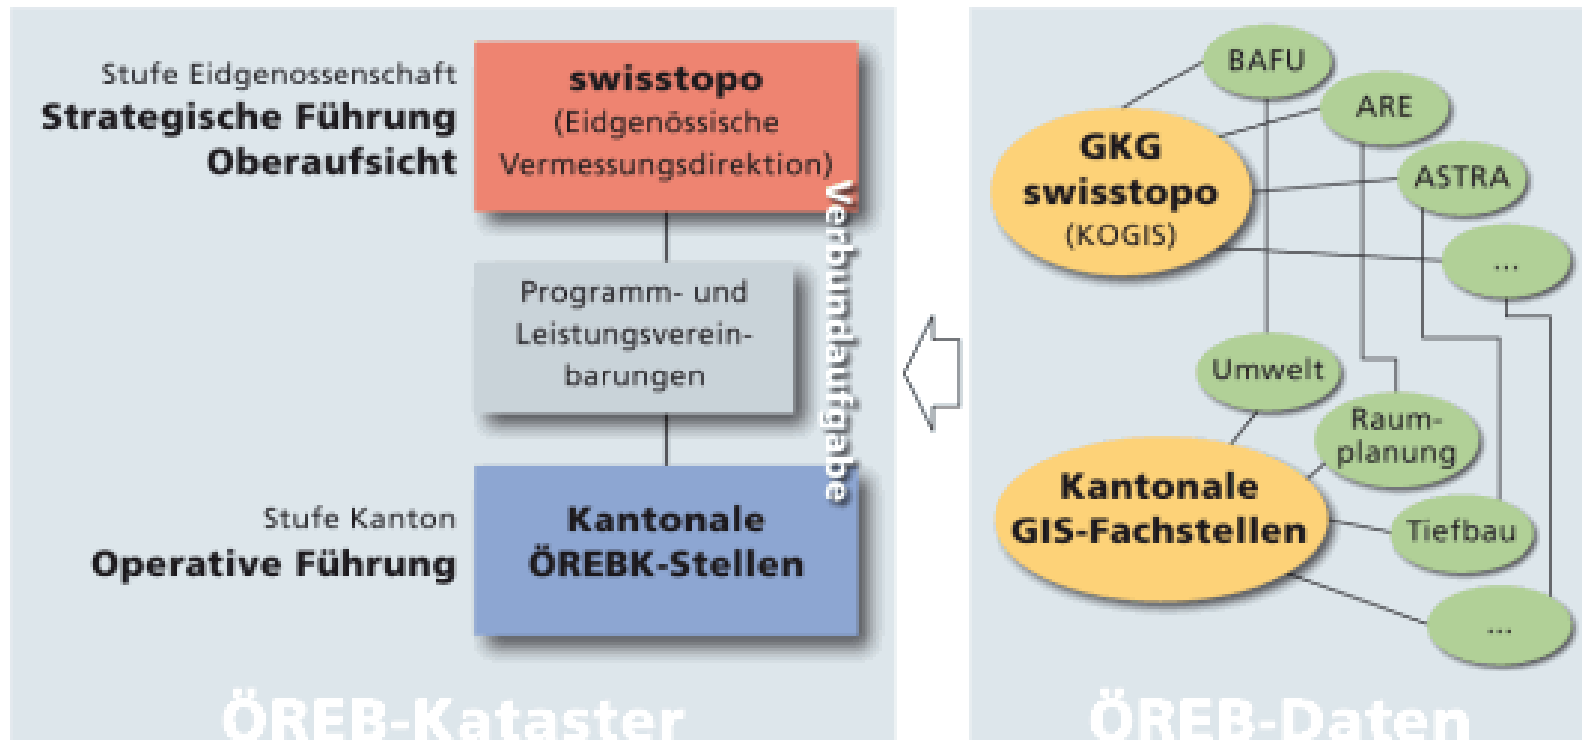 Stufe Eidgenossenschaft
Strategische Führung
Oberaufsicht
swisstopo
(Eidgenössische
Vermessungsdirektion)
Verbundaufgabe
Programm- und
Leistungsverein-
barungen
Stufe Kanton
Operative Führung
Kantonale
ÖREBK-Stellen
ÖREB-Kataster
BAFU
ARE
ASTRA
...
GKG
swisstopo
(KOGIS)
Umwelt
Raum-
planung
Tiefbau
...
Kantonale
GIS-Fachstellen
ÖREB-Daten